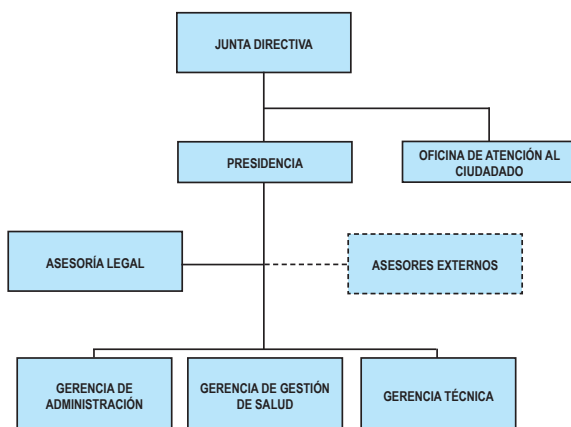 JUNTA DIRECTIVA
PRESIDENCIA
OFICINA DE ATENCIÓN AL
CIUDADADO
ASESORÍA LEGAL
ASESORES EXTERNOS
GERENCIA DE
ADMINISTRACIÓN
GERENCIA DE GESTIÓN
DE SALUD
GERENCIA TÉCNICA